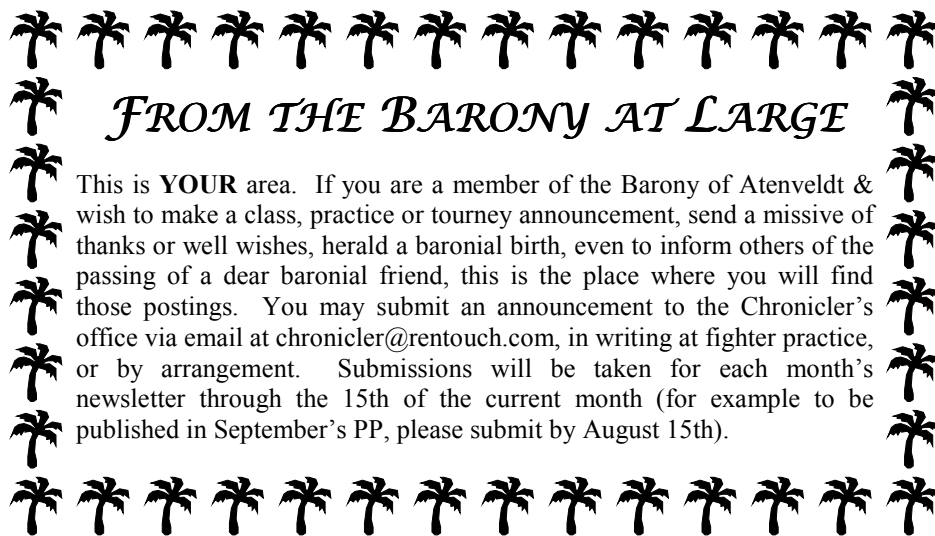 FROM THE BARONY AT LARGE
This is YOUR area. If you are a member of the Barony of Atenveldt &
wish to make a class, practice or tourney announcement, send a missive of
thanks or well wishes, herald a baronial birth, even to inform others of the
passing of a dear baronial friend, this is the place where you will find
those postings. You may submit an announcement to the Chronicler's
office via email at chronicler@rentouch.com, in writing at fighter practice,
or by arrangement. Submissions will be taken for each month's
newsletter through the 15th of the current month (for example to be
published in September's PP, please submit by August 15th).